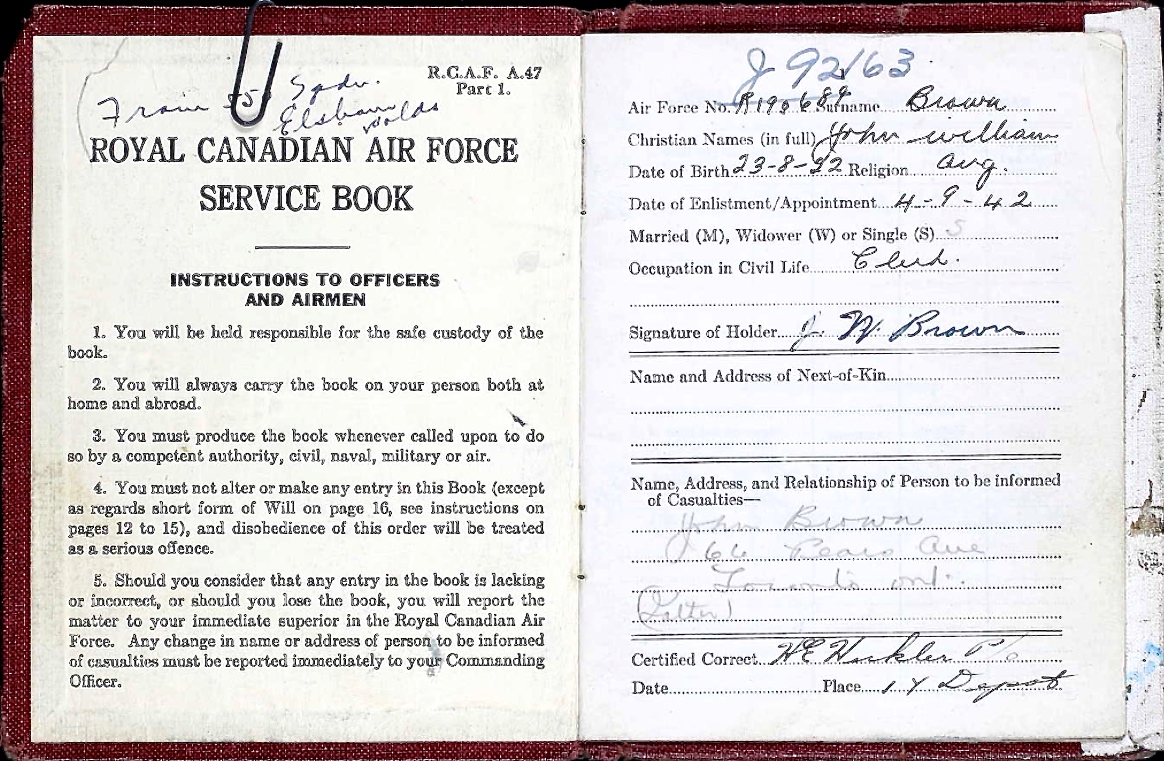 From 550 Sqdn.
Elsham
Wolds
R.C.A.F. A.47
Part 1.
ROYAL CANADIAN AIR FORCE
SERVICE BOOK
INSTRUCTIONS TO OFFICERS
AND AIRMEN
1. You will be held responsible for the safe custody of the
book.
2. You will always carry the book on your person both at
home and abroad.
3. You must produce the book whenever called upon to do
so by a competent authority, civil, naval, military or air.
4. You must not alter or make any entry in this Book (except
as regards short form of Will on page 16, see instructions on
pages 12 to 15), and disobedience of this order will be treated
as a serious offence.
5. Should you consider that any entry in the book is lacking
or incorrect, or should you lose the book, you will report the
matter to your immediate superior in the Royal Canadian Air
Force. Any change in name or address of person to be informed
of casualties must be reported immediately to your Commanding
Officer.
J 92163
Air Force No. R193689 Surname Brown
Christian Names (in full) John william
Date of Birth 23-8-22 Religion Ang.
Date of Enlistment/Appointment 4-9-42
Married (M), Widower (W) or Single (S) S
Occupation in Civil Life Clerk.
Signature of Holder J. W. Brown
Name and Address of Next-of-Kin
Name, Address, and Relationship of Person to be informed
of Casualties—
John Brown
66 Pears Ave
Toronto ont.
Certified Correct
Date Place 1 Y Depot